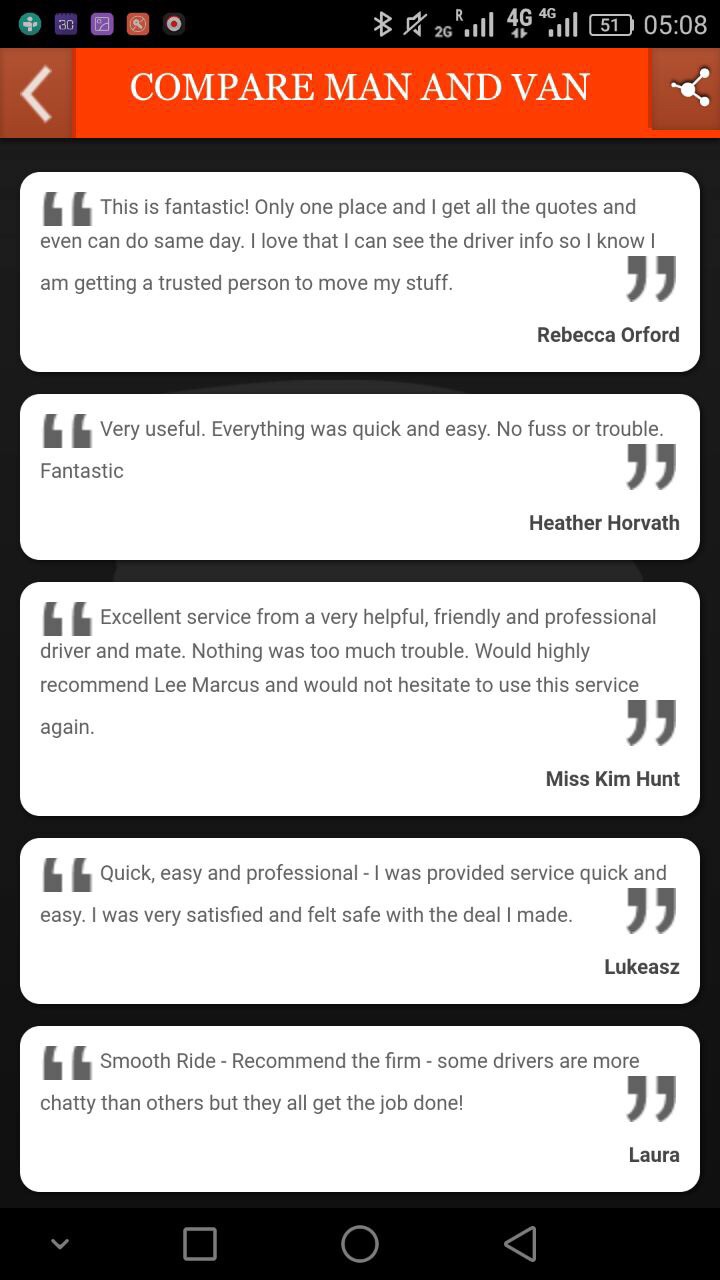 2G R 4G 4G 51 05:08
COMPARE MAN AND VAN
“ This is fantastic! Only one place and I get all the quotes and
even can do same day. I love that I can see the driver info so I know I
am getting a trusted person to move my stuff. ”
Rebecca Orford
“ Very useful. Everything was quick and easy. No fuss or trouble.
Fantastic ”
Heather Horvath
“ Excellent service from a very helpful, friendly and professional
driver and mate. Nothing was too much trouble. Would highly
recommend Lee Marcus and would not hesitate to use this service
again. ”
Miss Kim Hunt
“ Quick, easy and professional - I was provided service quick and
easy. I was very satisfied and felt safe with the deal I made. ”
Lukeasz
“ Smooth Ride - Recommend the firm - some drivers are more
chatty than others but they all get the job done! ”
Laura